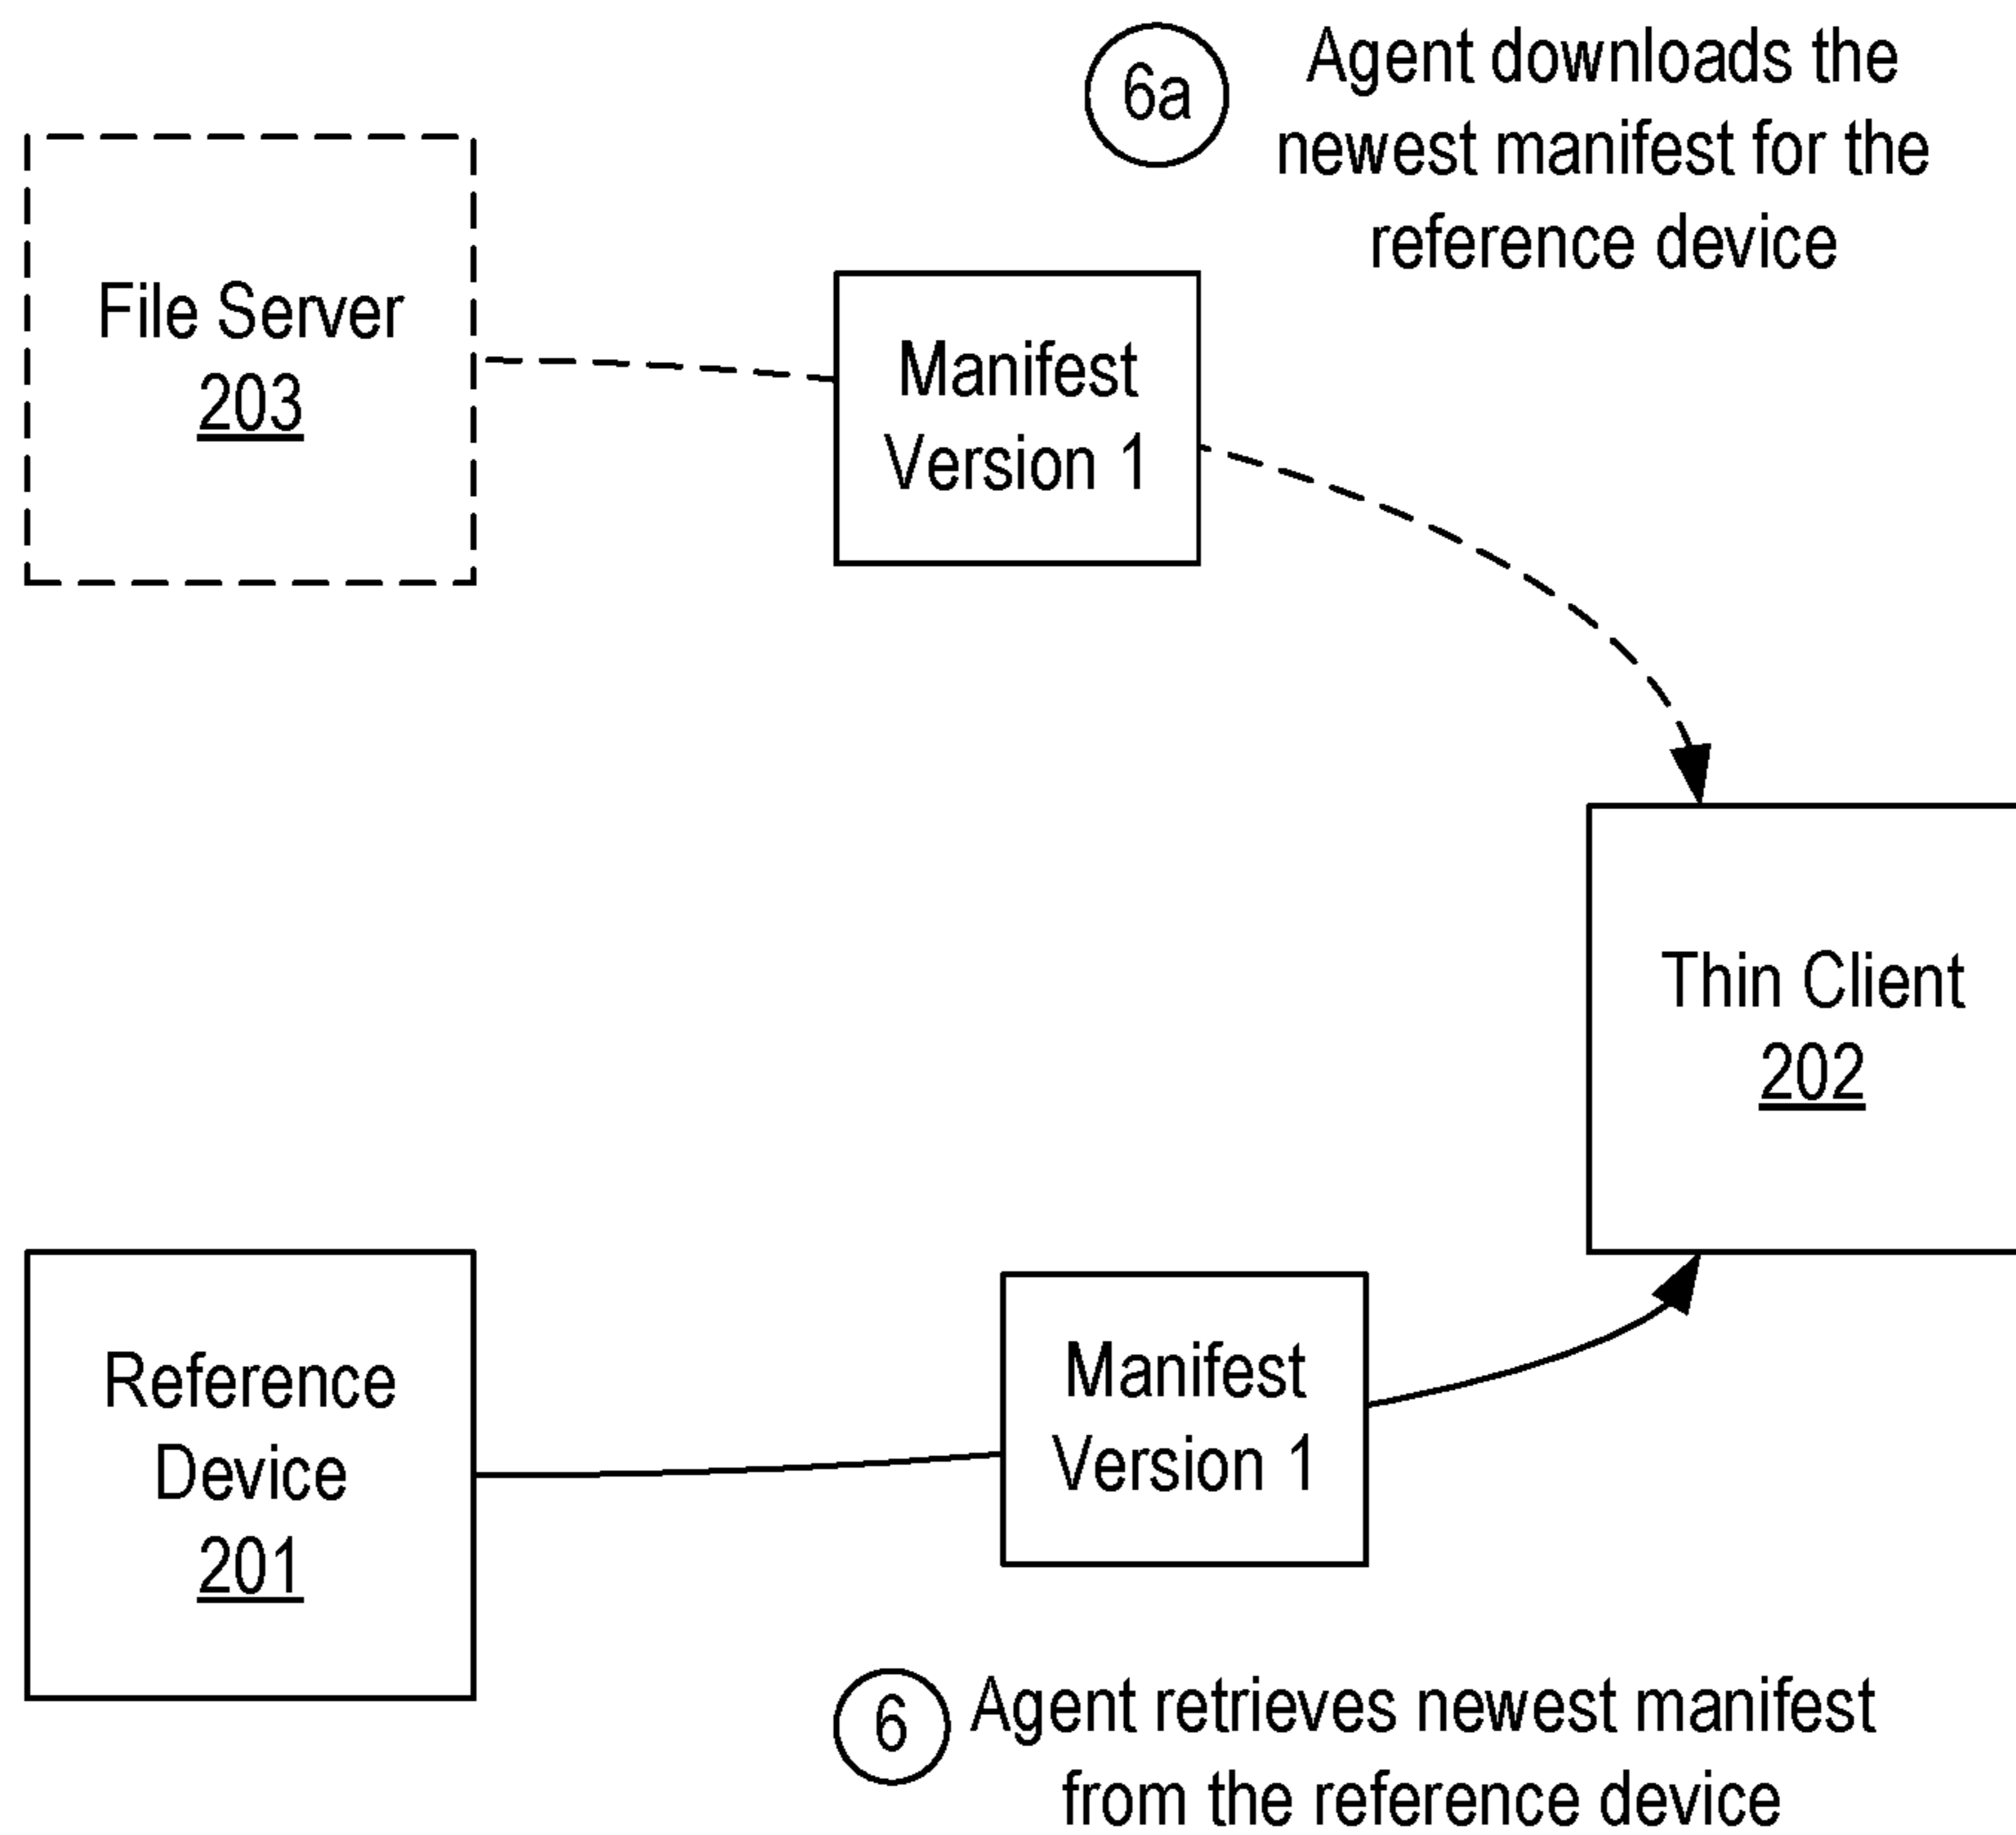 6a
Agent downloads the
newest manifest for the
reference device
File Server
203
Manifest
Version 1
Thin Client
202
Reference
Device
201
Manifest
Version 1
6
Agent retrieves newest manifest
from the reference device